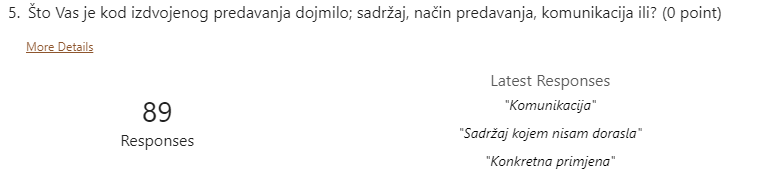 5. Što Vas je kod izdvojenog predavanja dojmilo; sadržaj, način predavanja, komunikacija ili? (0 point)
More Details
89
Responses
Latest Responses
"Komunikacija"
"Sadržaj kojem nisam dorasla"
"Konkretna primjena"